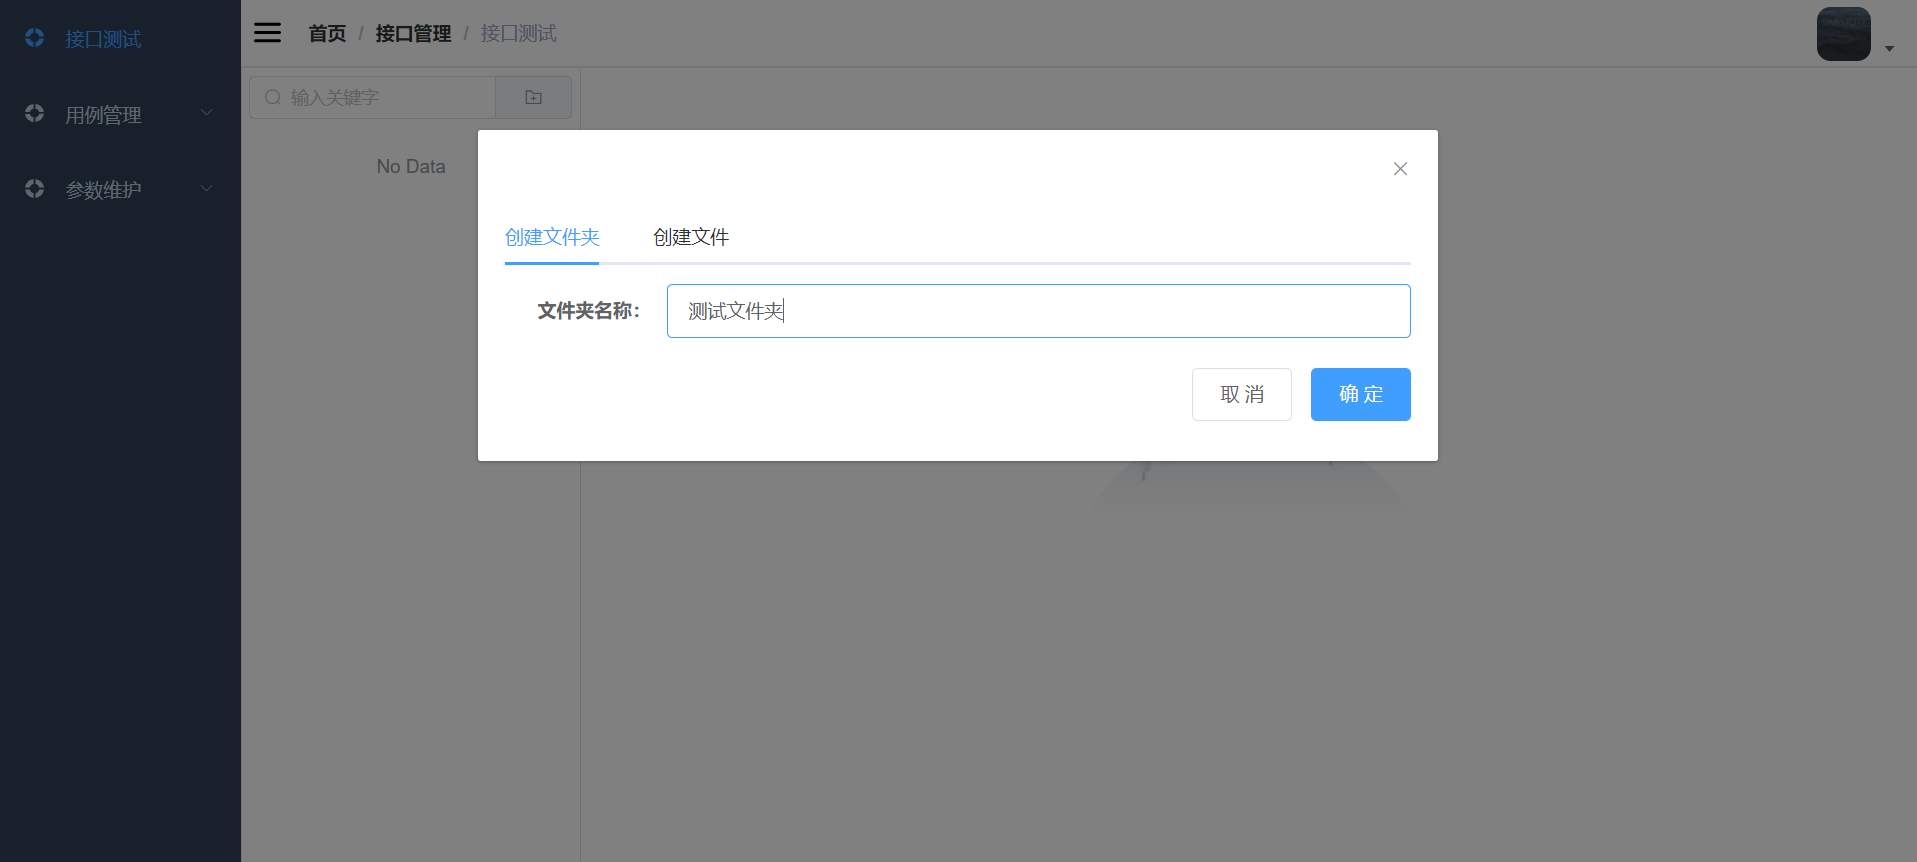 接口测试
用例管理
参数维护
首页 / 接口管理 / 接口测试
输入关键字
No Data
创建文件夹 创建文件
文件夹名称：
测试文件夹
取 消 确 定